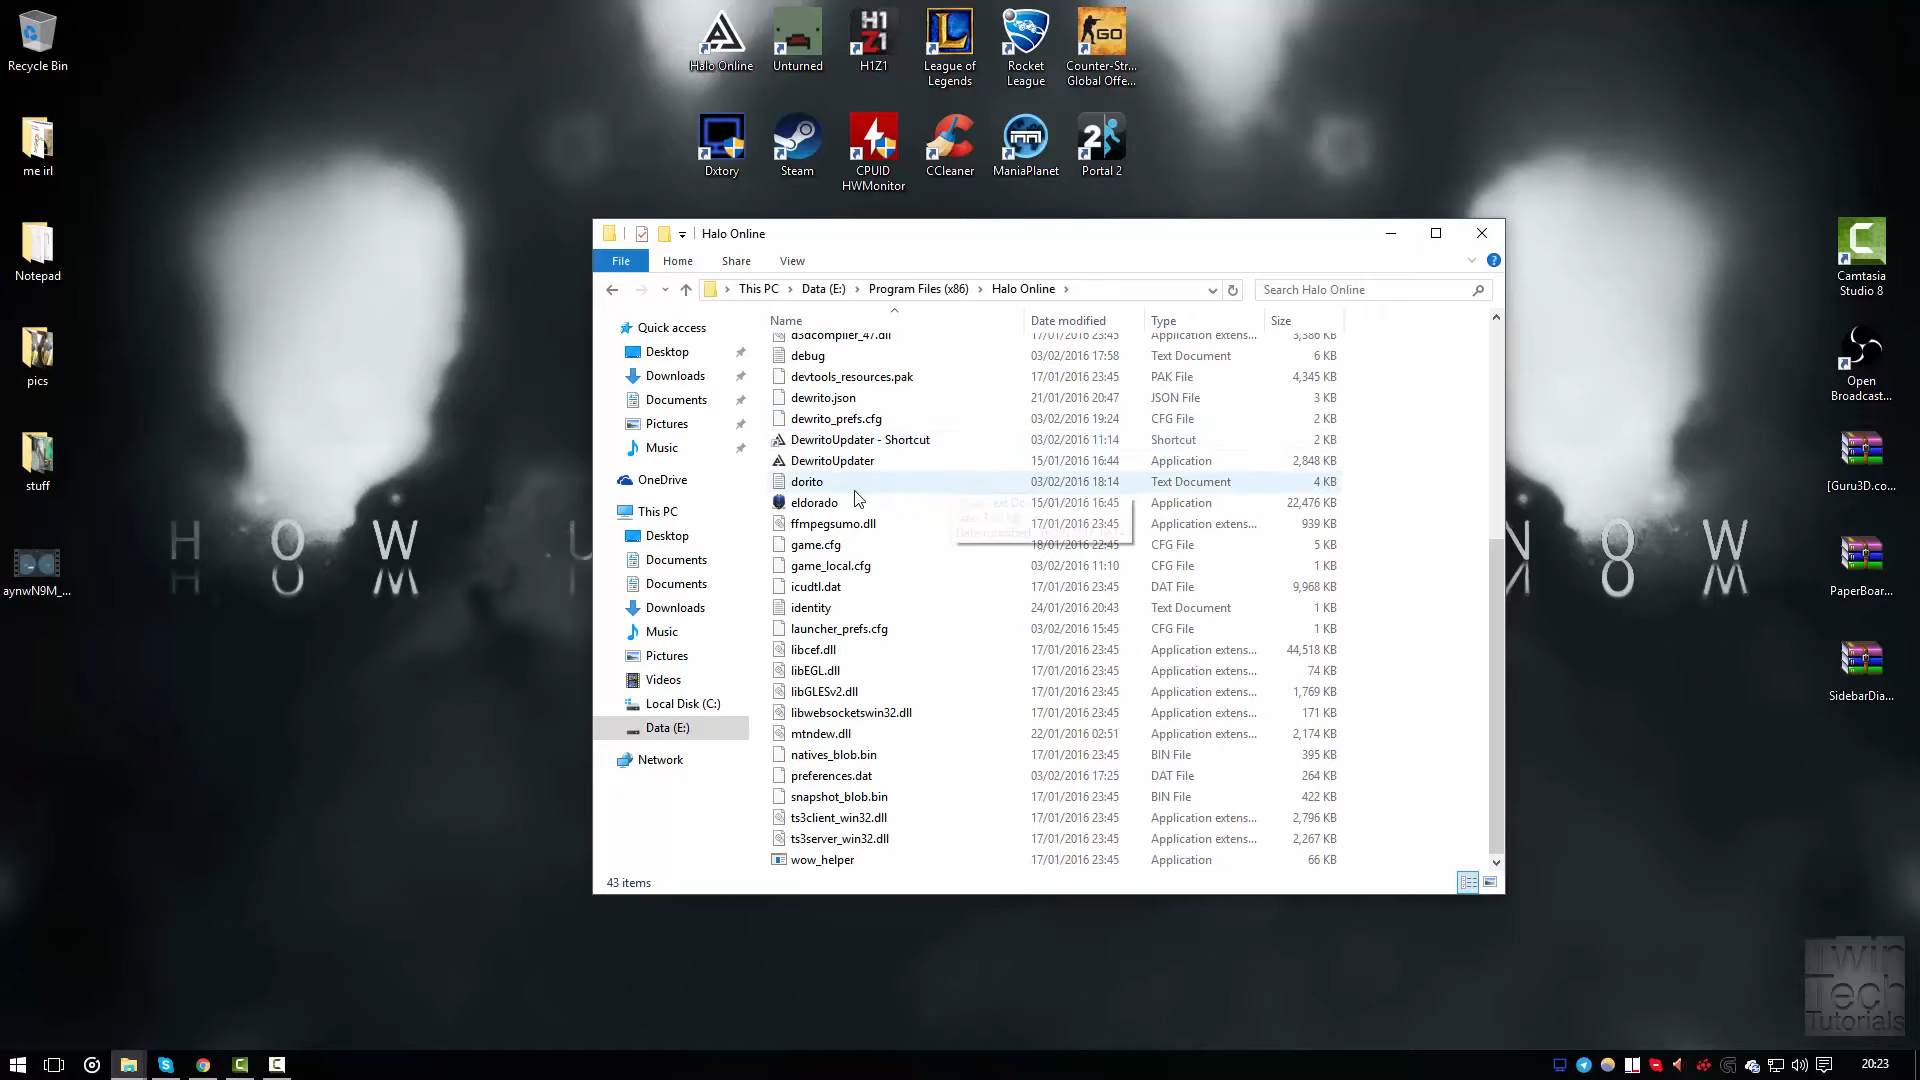 Recycle Bin
me irl
Notepad
pics
stuff
aynwN9M_...
Halo Online
Unturned
H1Z1
League of
Legends
Rocket
League
Counter-Str...
Global Offe...
Dxtory
Steam
CPUID
HWMonitor
CCleaner
ManiaPlanet
Portal 2
Camtasia
Studio 8
Open
Broadcast...
[Guru3D.co...
PaperBoar...
SidebarDia...
H O W
N O W
Halo Online
File Home Share View
This PC Data (E:) Program Files (x86) Halo Online
Search Halo Online
Quick access
Desktop
Downloads
Documents
Pictures
Music
OneDrive
This PC
Desktop
Documents
Documents
Downloads
Music
Pictures
Videos
Local Disk (C:)
Data (E:)
Network
Name Date modified Type Size
d3dcompiler_47.dll 17/01/2016 23:45 Application extens... 3,386 KB
debug 03/02/2016 17:58 Text Document 6 KB
devtools_resources.pak 17/01/2016 23:45 PAK File 4,345 KB
dewrito.json 21/01/2016 20:47 JSON File 3 KB
dewrito_prefs.cfg 03/02/2016 19:24 CFG File 2 KB
DewritoUpdater - Shortcut 03/02/2016 11:14 Shortcut 2 KB
DewritoUpdater 15/01/2016 16:44 Application 2,848 KB
dorito 03/02/2016 18:14 Text Document 4 KB
eldorado 15/01/2016 16:45 Application 22,476 KB
ffmpegsumo.dll 17/01/2016 23:45 Application extens... 939 KB
game.cfg 18/01/2016 22:45 CFG File 5 KB
game_local.cfg 03/02/2016 11:10 CFG File 1 KB
icudtl.dat 17/01/2016 23:45 DAT File 9,968 KB
identity 24/01/2016 20:43 Text Document 1 KB
launcher_prefs.cfg 03/02/2016 15:45 CFG File 1 KB
libcef.dll 17/01/2016 23:45 Application extens... 44,518 KB
libEGL.dll 17/01/2016 23:45 Application extens... 74 KB
libGLESv2.dll 17/01/2016 23:45 Application extens... 1,769 KB
libwebsocketswin32.dll 17/01/2016 23:45 Application extens... 171 KB
mtndew.dll 22/01/2016 02:51 Application extens... 2,174 KB
natives_blob.bin 17/01/2016 23:45 BIN File 395 KB
preferences.dat 03/02/2016 17:25 DAT File 264 KB
snapshot_blob.bin 17/01/2016 23:45 BIN File 422 KB
ts3client_win32.dll 17/01/2016 23:45 Application extens... 2,796 KB
ts3server_win32.dll 17/01/2016 23:45 Application extens... 2,267 KB
wow_helper 17/01/2016 23:45 Application 66 KB
43 items
Twin
Tech
Tutorials
20:23